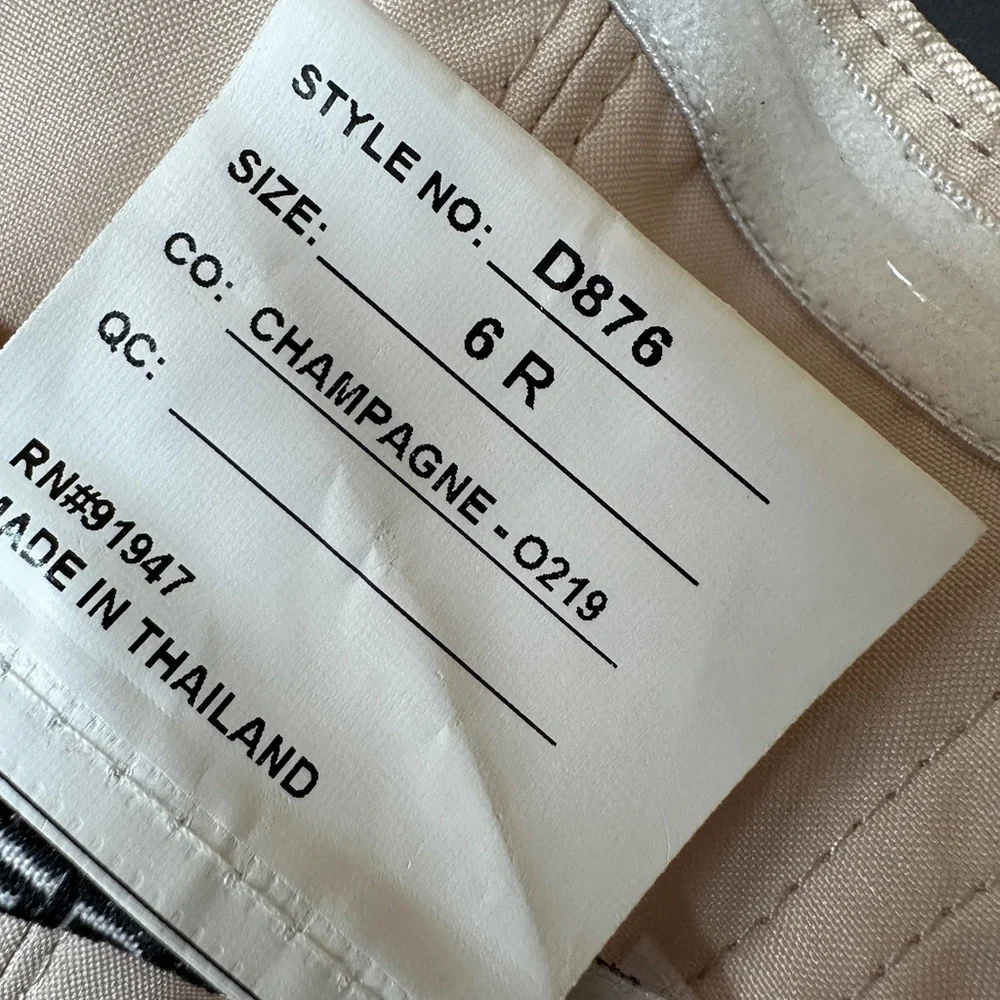 STYLE NO: D876
SIZE: 6 R
CO: CHAMPAGNE - O219
QC:
RN#91947
MADE IN THAILAND